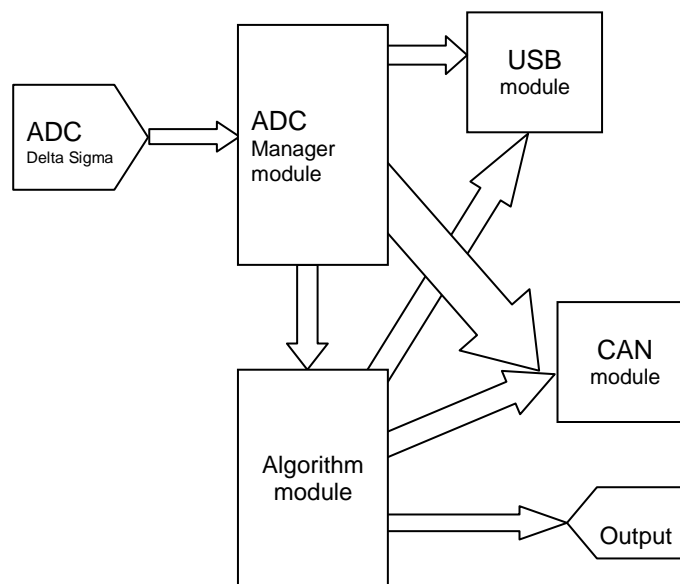 USB
module
ADC
Delta Sigma
ADC
Manager
module
CAN
module
Algorithm
module
Output